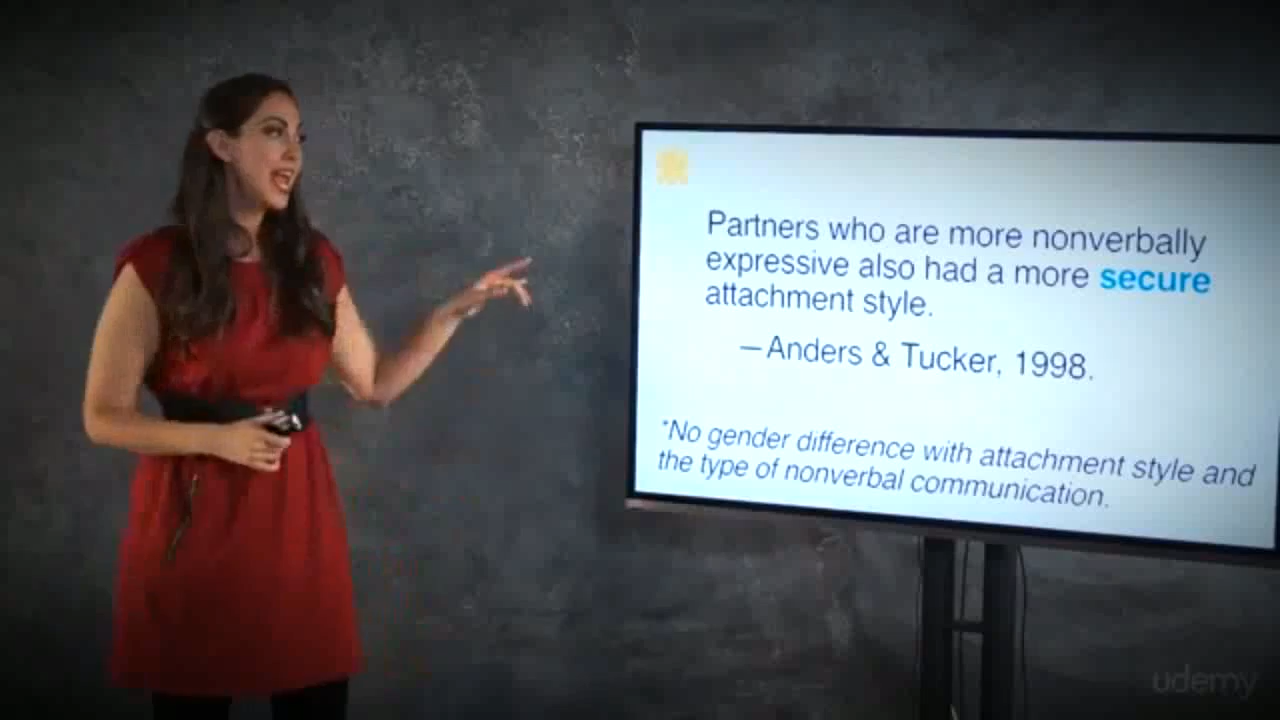 Partners who are more nonverbally
expressive also had a more secure
attachment style.
—Anders & Tucker, 1998.
*No gender difference with attachment style and
the type of nonverbal communication.
udemy